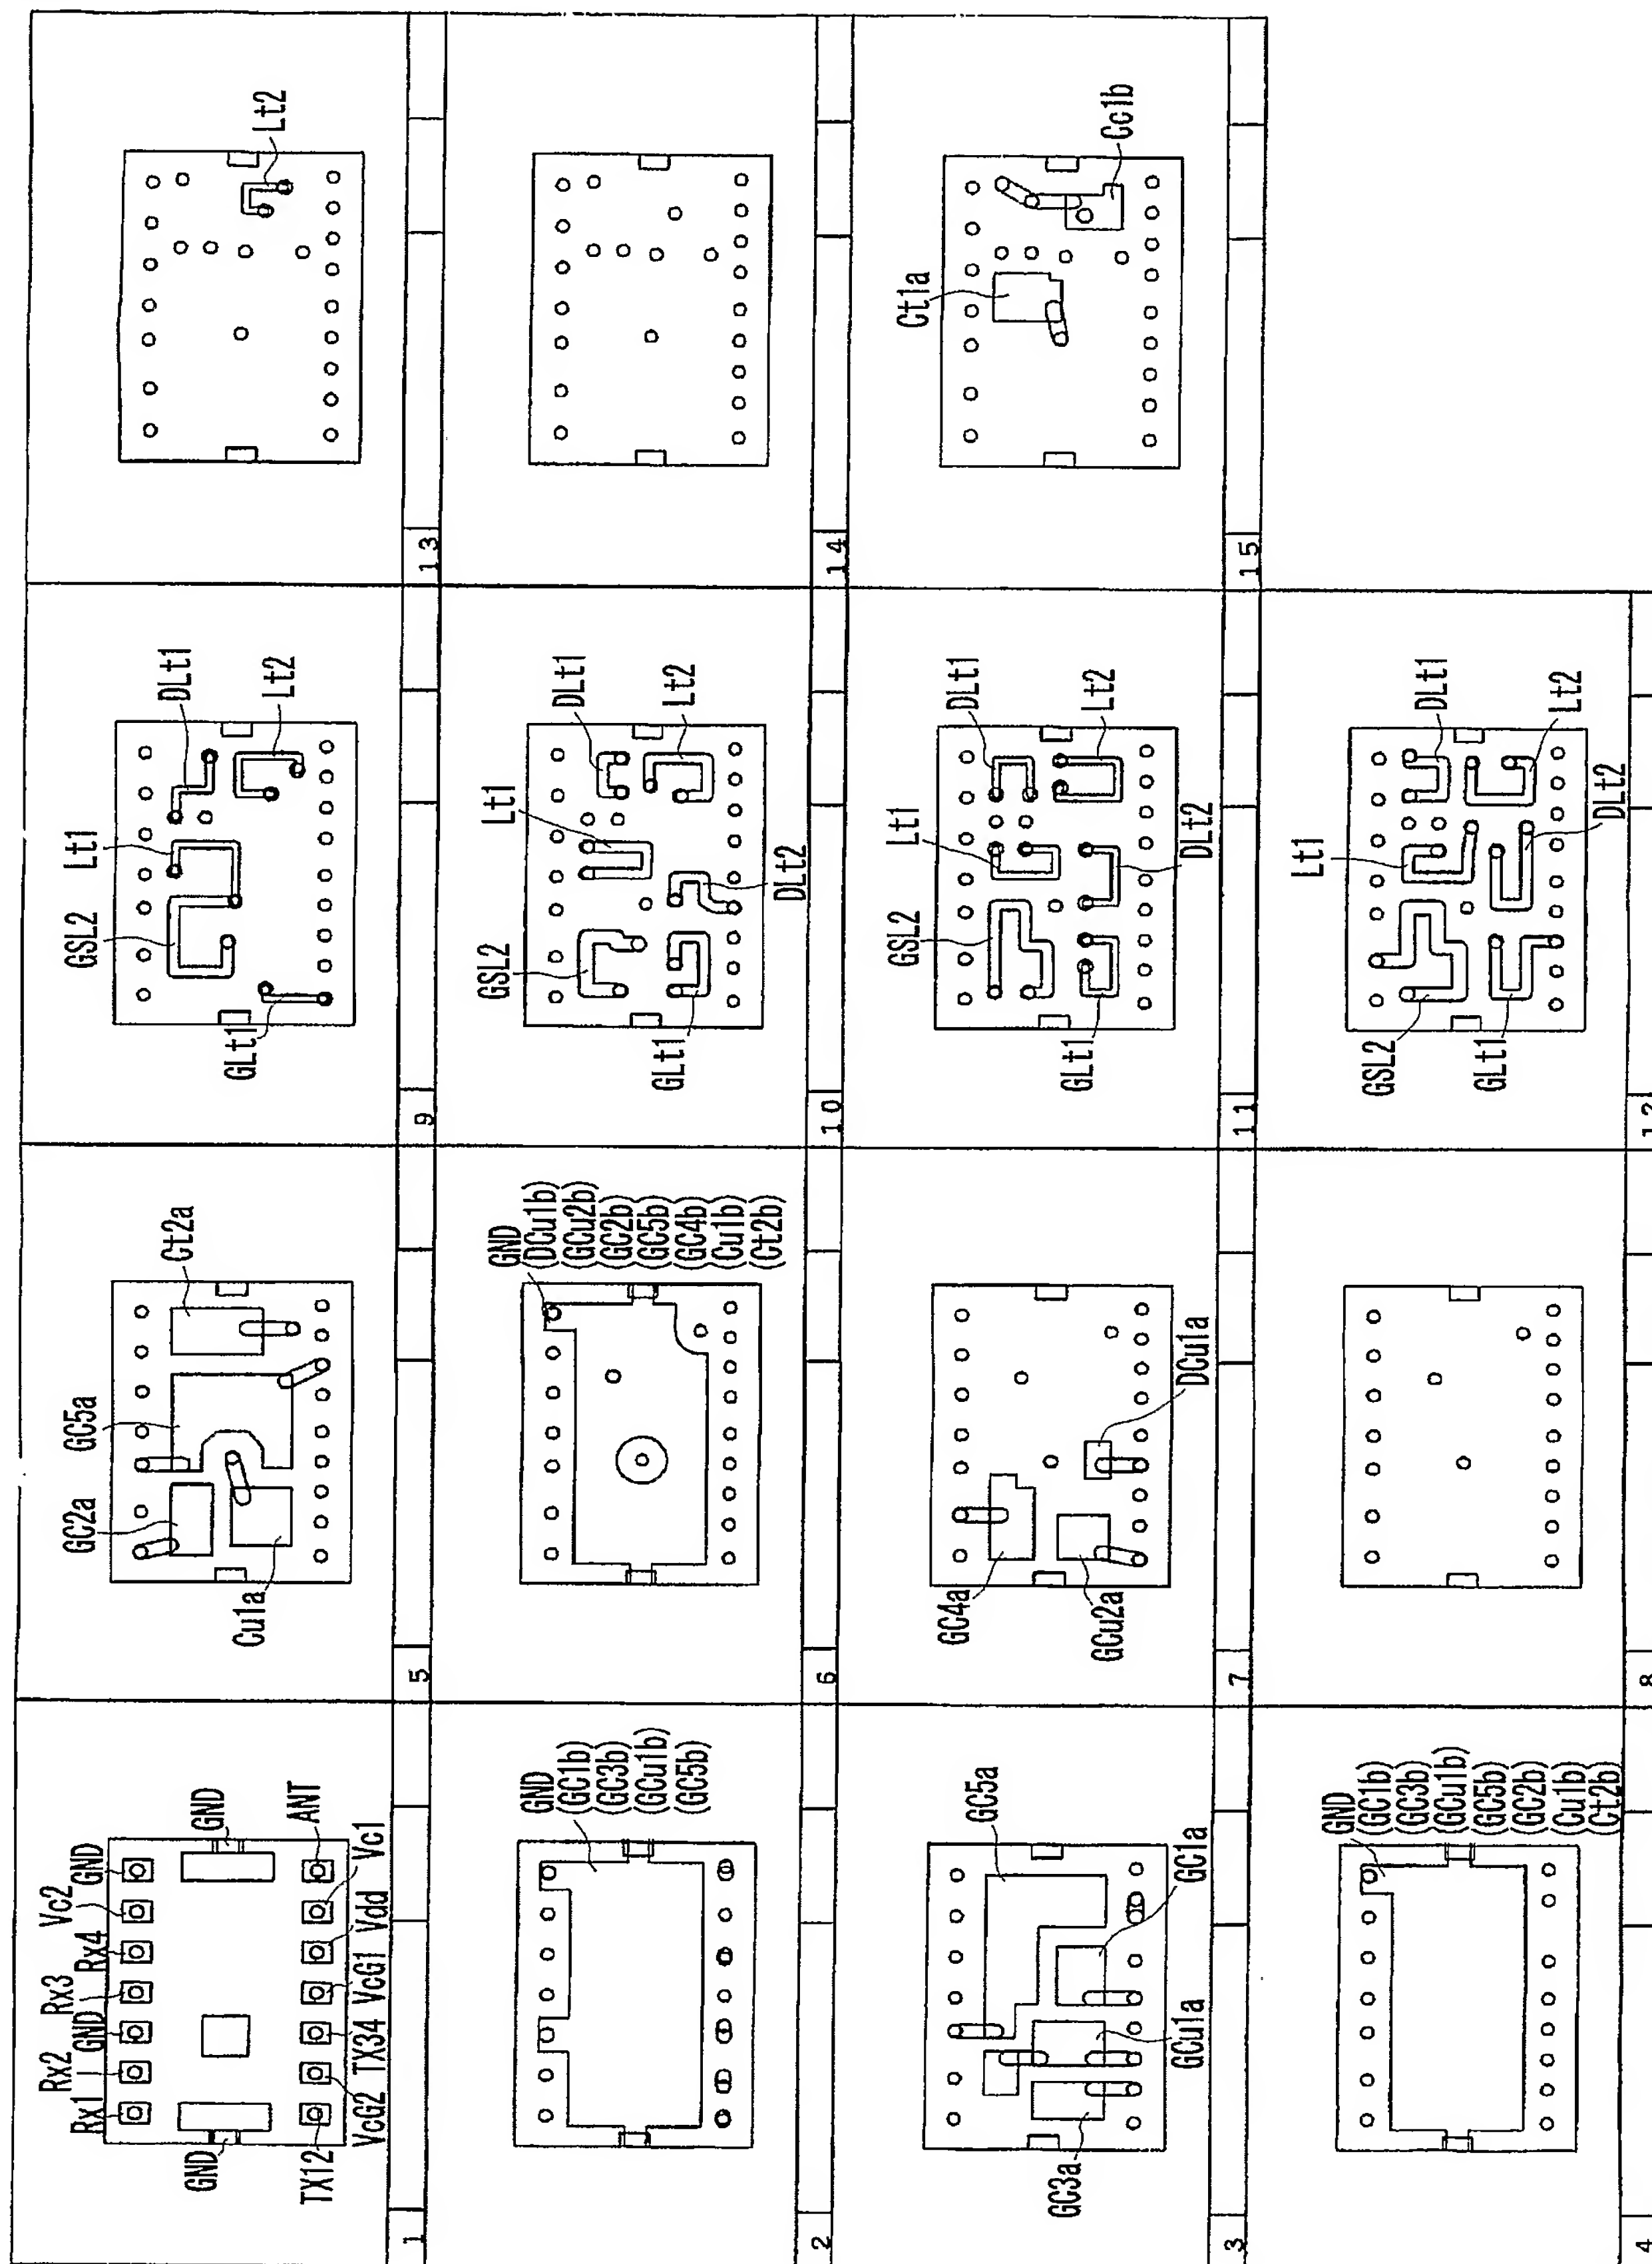 GND
Vc2
Rx4
Rx3
GND
Rx2
Rx1
GND
GND
ANT
Vc1
Vdd
VcG1
TX34
VcG2
TX12
1
GND
(GC1b)
(GC3b)
(GCu1b)
(GC5b)
2
GC5a
GC1a
GCu1a
GC3a
3
GND
(GC1b)
(GC3b)
(GCu1b)
(GC5b)
(GC2b)
(Cu1b)
(Ct2b)
4
Ct2a
GC5a
GC2a
Cu1a
5
GND
(DCu1b)
(GCu2b)
(GC2b)
(GC5b)
(GC4b)
(Cu1b)
(Ct2b)
6
DCu1a
GC4a
GCu2a
7
8
DLt1
Lt2
Lt1
GSL2
GLt1
9
DLt1
Lt2
Lt1
DLt2
GSL2
GLt1
10
DLt1
Lt2
Lt1
DLt2
GSL2
GLt1
11
DLt1
Lt2
Lt1
DLt2
GSL2
GLt1
12
Lt2
13
14
Cc1b
Ct1a
15